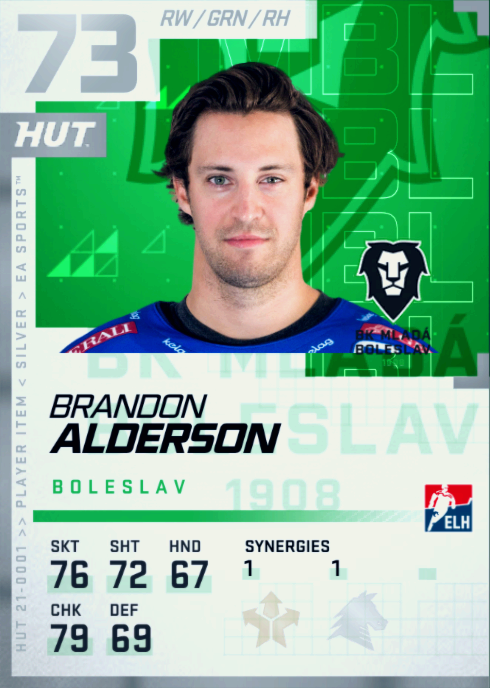 73
RW / GRN / RH
HUT
HUT 21-0001 >> PLAYER ITEM < SILVER > EA SPORTS™
BK MLADÁ
BOLESLAV
1908
BRANDON
ALDERSON
BOLESLAV
ELH
SKT SHT HND SYNERGIES
76 72 67 1 1
CHK DEF
79 69